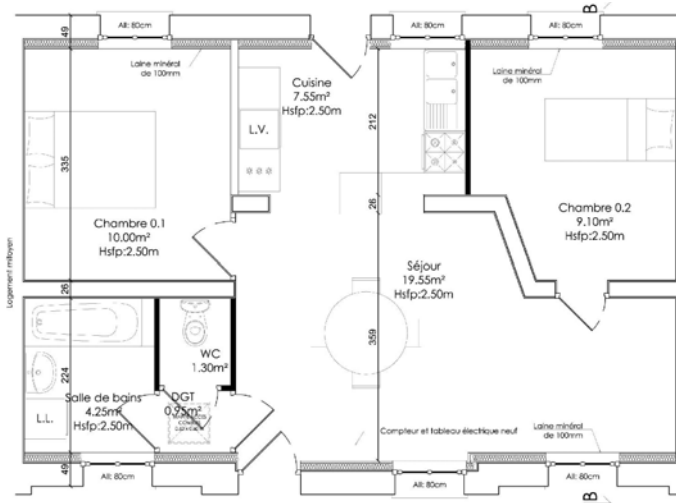 All: 80cm
All: 80cm
All: 80cm
B
49
Laine minéral
de 100mm
Laine minéral
de 100mm
Cuisine
7.55m²
Hsfp:2.50m
L.V.
212
335
26
Chambre 0.1
10.00m²
Hsfp:2.50m
Chambre 0.2
9.10m²
Hsfp:2.50m
Séjour
19.55m²
Hsfp:2.50m
Logement mitoyen
26
359
WC
1.30m²
224
Salle de bains
4.25m²
Hsfp:2.50m
DGT
0.95m²
L.L.
Compteur et tableau électrique neuf
Laine minéral
de 100mm
49
All: 80cm
All: 80cm
All: 80cm
B